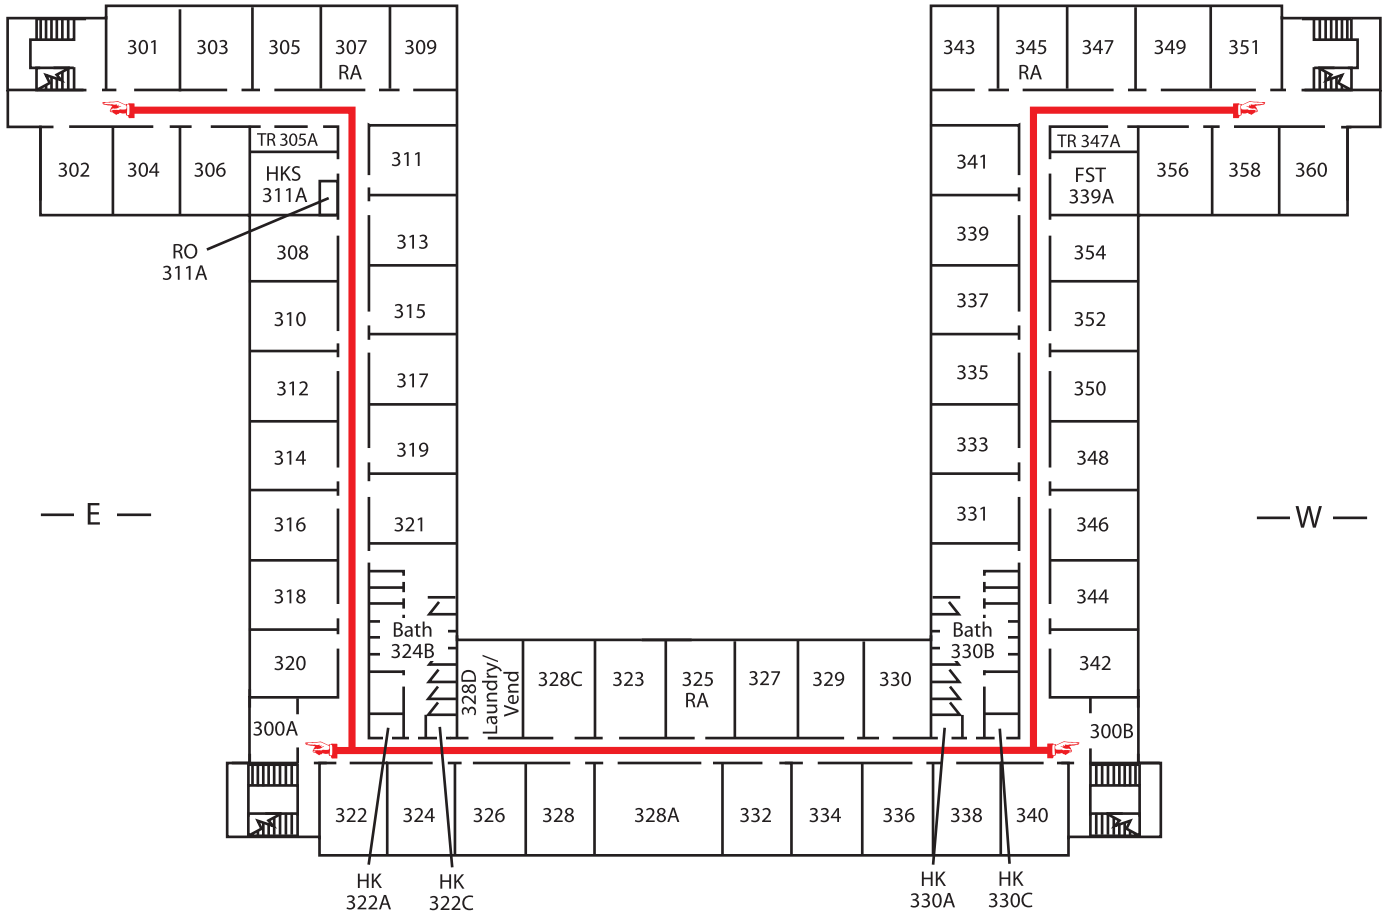 301 303 305 307 309
RA
343 345 347 349 351
RA
TR 305A
TR 347A
302 304 306
HKS
311A
311
341
FST
339A
356 358 360
RO
311A
308
313
339
354
310
315
337
352
312
317
335
350
314
319
333
348
E
W
316
321
331
346
318
344
Bath
324B
Bath
330B
320
342
328D
Laundry/
Vend
328C 323 325 327 329 330
RA
300A
300B
322 324 326 328 328A 332 334 336 338 340
HK
322A
HK
322C
HK
330A
HK
330C